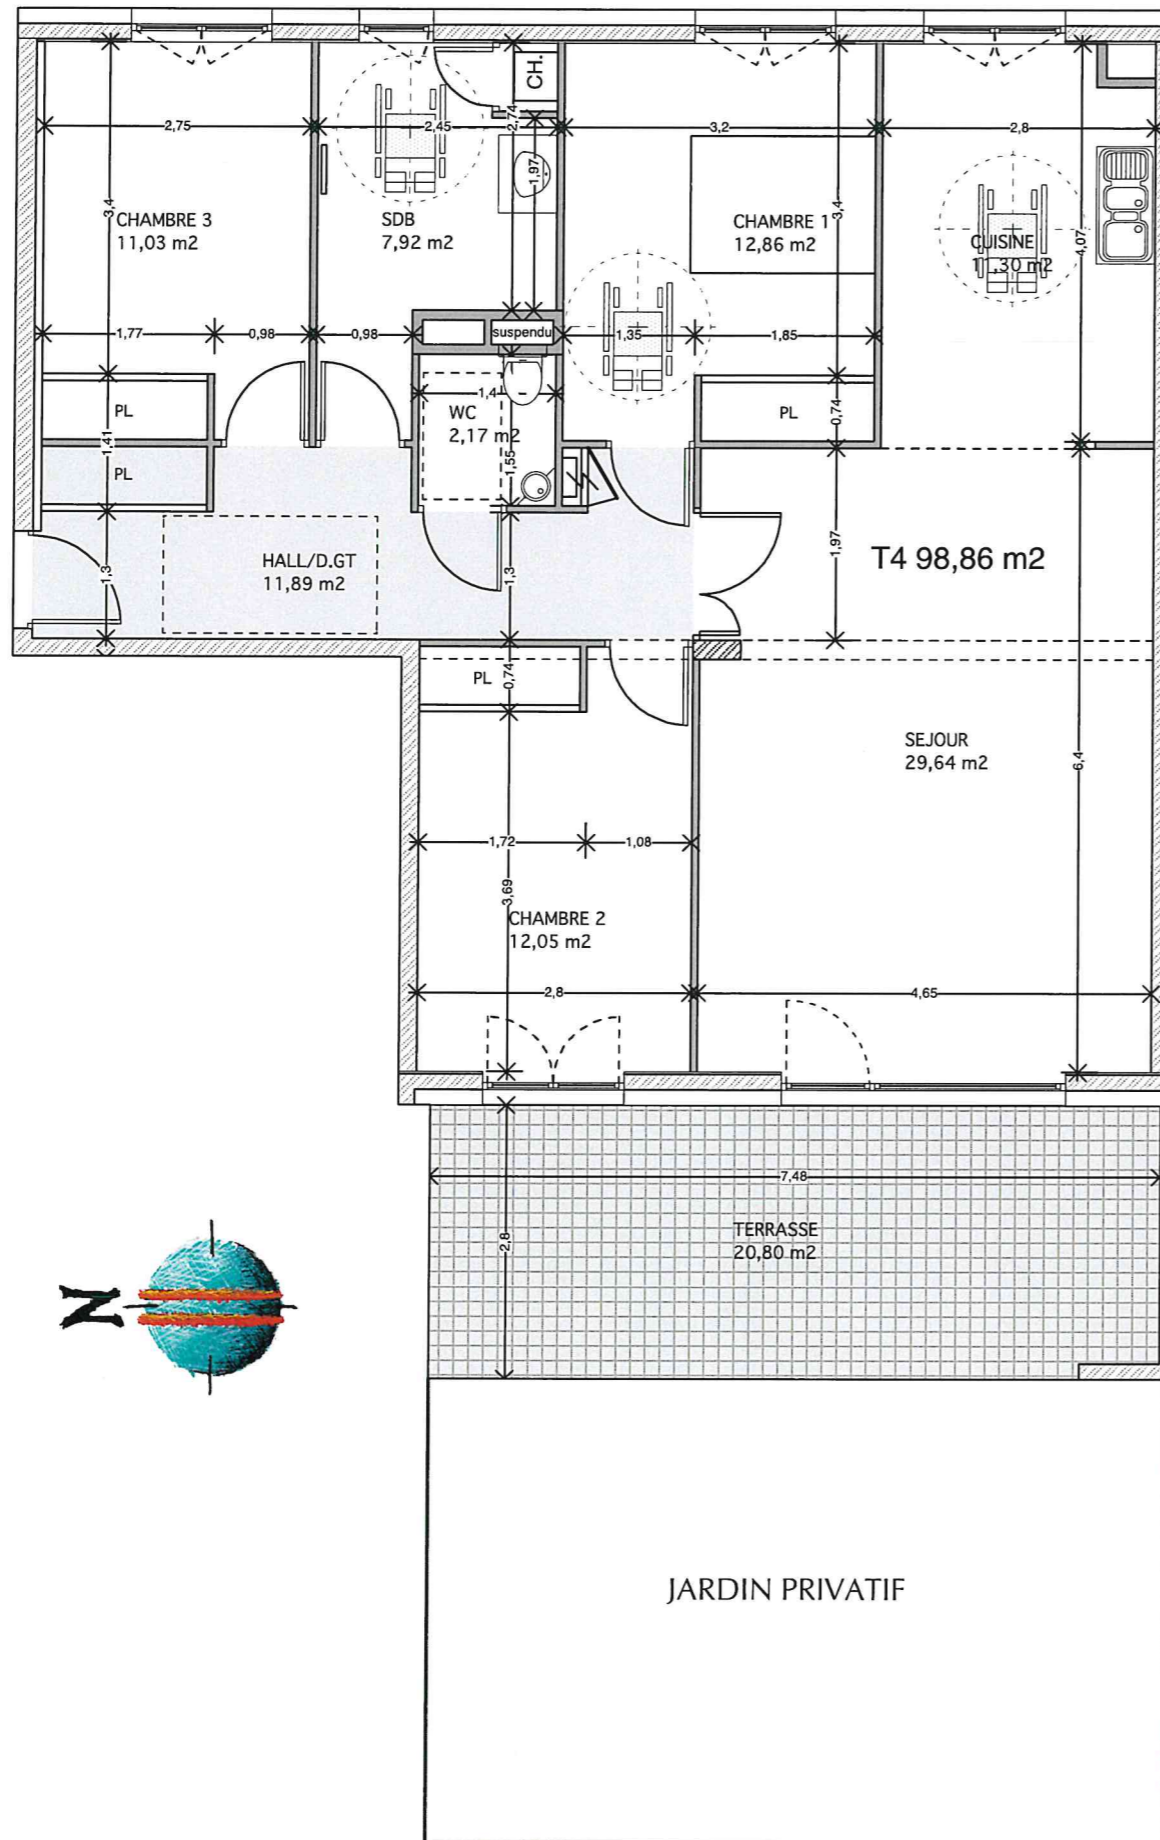 CH.
2,75
2,45
2,74
3,2
2,8
1,97
3,4
CHAMBRE 3
11,03 m2
SDB
7,92 m2
3,4
CHAMBRE 1
12,86 m2
CUISINE
11,30 m2
4,07
1,77
0,98
0,98
suspendu
1,35
1,85
PL
1,4
WC
2,17 m2
PL
0,74
1,41
PL
1,55
HALL/D.GT
11,89 m2
1,3
1,3
1,97
T4 98,86 m2
PL
0,74
SEJOUR
29,64 m2
6,4
1,72
1,08
3,69
CHAMBRE 2
12,05 m2
2,8
4,65
7,48
TERRASSE
20,80 m2
2,8
N
JARDIN PRIVATIF